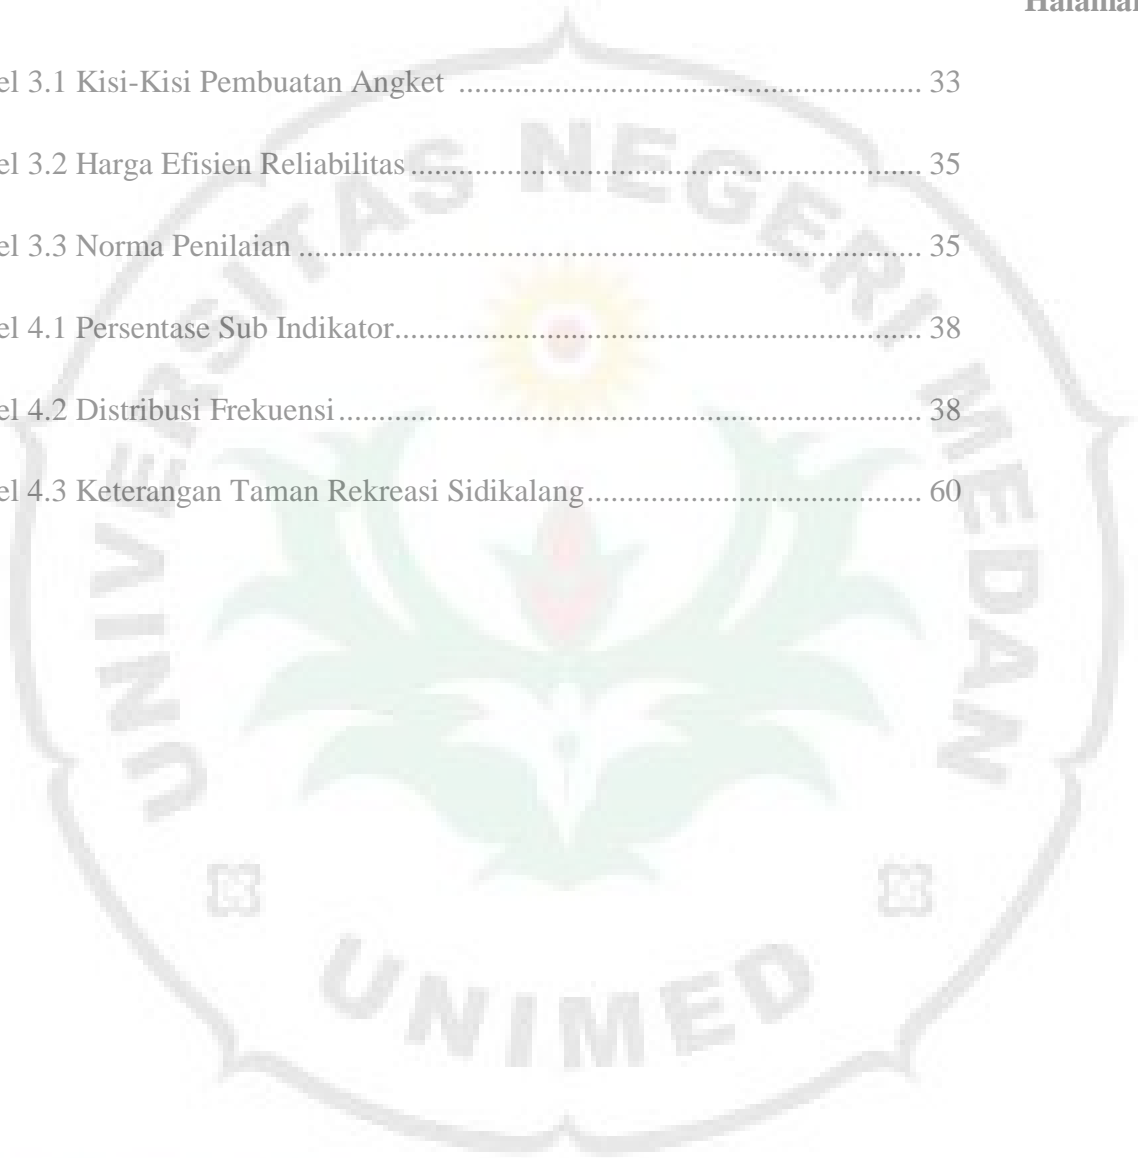 Halaman
el 3.1 Kisi-Kisi Pembuatan Angket ........................................................ 33
el 3.2 Harga Efisien Reliabilitas ............................................................... 35
el 3.3 Norma Penilaian ............................................................................. 35
el 4.1 Persentase Sub Indikator................................................................. 38
el 4.2 Distribusi Frekuensi ........................................................................ 38
el 4.3 Keterangan Taman Rekreasi Sidikalang ......................................... 60
UNIVERSITAS NEGERI MEDAN
UNIMED